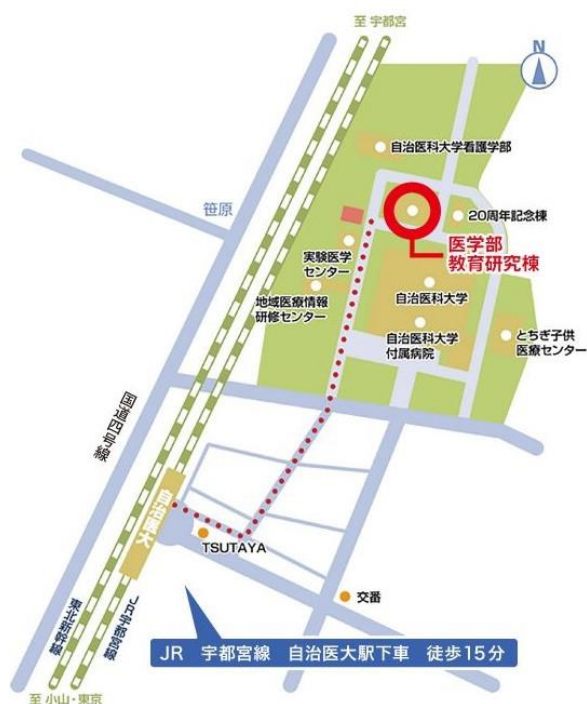 至 宇都宮
N
自治医科大学看護学部
笹原
20周年記念棟
医学部
教育研究棟
実験医学
センター
自治医科大学
地域医療情報
研修センター
自治医科大学
付属病院
とちぎ子供
医療センター
国道四号線
自治医大
TSUTAYA
交番
東北新幹線
JR宇都宮線
JR 宇都宮線 自治医大駅下車 徒歩15分
至 小山・東京